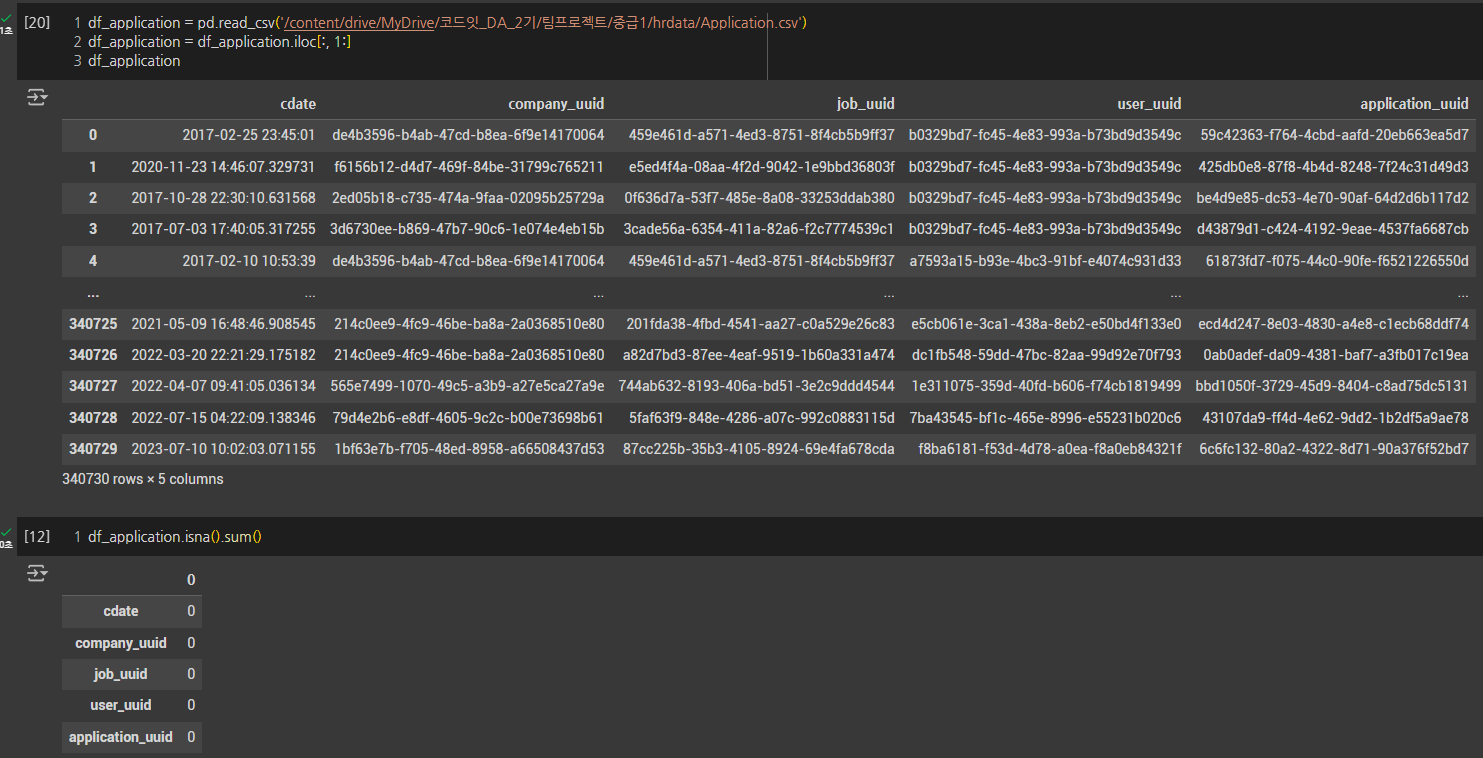 [20] 1 df_application = pd.read_csv('/content/drive/MyDrive/코드잇_DA_2기/팀프로젝트/중급1/hrdata/Application.csv')
1초 2 df_application = df_application.iloc[:, 1:]
3 df_application
cdate company_uuid job_uuid user_uuid application_uuid
0 2017-02-25 23:45:01 de4b3596-b4ab-47cd-b8ea-6f9e14170064 459e461d-a571-4ed3-8751-8f4cb5b9ff37 b0329bd7-fc45-4e83-993a-b73bd9d3549c 59c42363-f764-4cbd-aafd-20eb663ea5d7
1 2020-11-23 14:46:07.329731 f6156b12-d4d7-469f-84be-31799c765211 e5ed4f4a-08aa-4f2d-9042-1e9bbd36803f b0329bd7-fc45-4e83-993a-b73bd9d3549c 425db0e8-87f8-4b4d-8248-7f24c31d49d3
2 2017-10-28 22:30:10.631568 2ed05b18-c735-474a-9faa-02095b25729a 0f636d7a-53f7-485e-8a08-33253ddab380 b0329bd7-fc45-4e83-993a-b73bd9d3549c be4d9e85-dc53-4e70-90af-64d2d6b117d2
3 2017-07-03 17:40:05.317255 3d6730ee-b869-47b7-90c6-1e074e4eb15b 3cade56a-6354-411a-82a6-f2c7774539c1 b0329bd7-fc45-4e83-993a-b73bd9d3549c d43879d1-c424-4192-9eae-4537fa6687cb
4 2017-02-10 10:53:39 de4b3596-b4ab-47cd-b8ea-6f9e14170064 459e461d-a571-4ed3-8751-8f4cb5b9ff37 a7593a15-b93e-4bc3-91bf-e4074c931d33 61873fd7-f075-44c0-90fe-f6521226550d
... ... ... ... ... ...
340725 2021-05-09 16:48:46.908545 214c0ee9-4fc9-46be-ba8a-2a0368510e80 201fda38-4fbd-4541-aa27-c0a529e26c83 e5cb061e-3ca1-438a-8eb2-e50bd4f133e0 ecd4d247-8e03-4830-a4e8-c1ecb68ddf74
340726 2022-03-20 22:21:29.175182 214c0ee9-4fc9-46be-ba8a-2a0368510e80 a82d7bd3-87ee-4eaf-9519-1b60a331a474 dc1fb548-59dd-47bc-82aa-99d92e70f793 0ab0adef-da09-4381-baf7-a3fb017c19ea
340727 2022-04-07 09:41:05.036134 565e7499-1070-49c5-a3b9-a27e5ca27a9e 744ab632-8193-406a-bd51-3e2c9ddd4544 1e311075-359d-40fd-b606-f74cb1819499 bbd1050f-3729-45d9-8404-c8ad75dc5131
340728 2022-07-15 04:22:09.138346 79d4e2b6-e8df-4605-9c2c-b00e73698b61 5faf63f9-848e-4286-a07c-992c0883115d 7ba43545-bf1c-465e-8996-e55231b020c6 43107da9-ff4d-4e62-9dd2-1b2df5a9ae78
340729 2023-07-10 10:02:03.071155 1bf63e7b-f705-48ed-8958-a66508437d53 87cc225b-35b3-4105-8924-69e4fa678cda f8ba6181-f53d-4d78-a0ea-f8a0eb84321f 6c6fc132-80a2-4322-8d71-90a376f52bd7
340730 rows × 5 columns
[12] 1 df_application.isna().sum()
0초
0
cdate 0
company_uuid 0
job_uuid 0
user_uuid 0
application_uuid 0